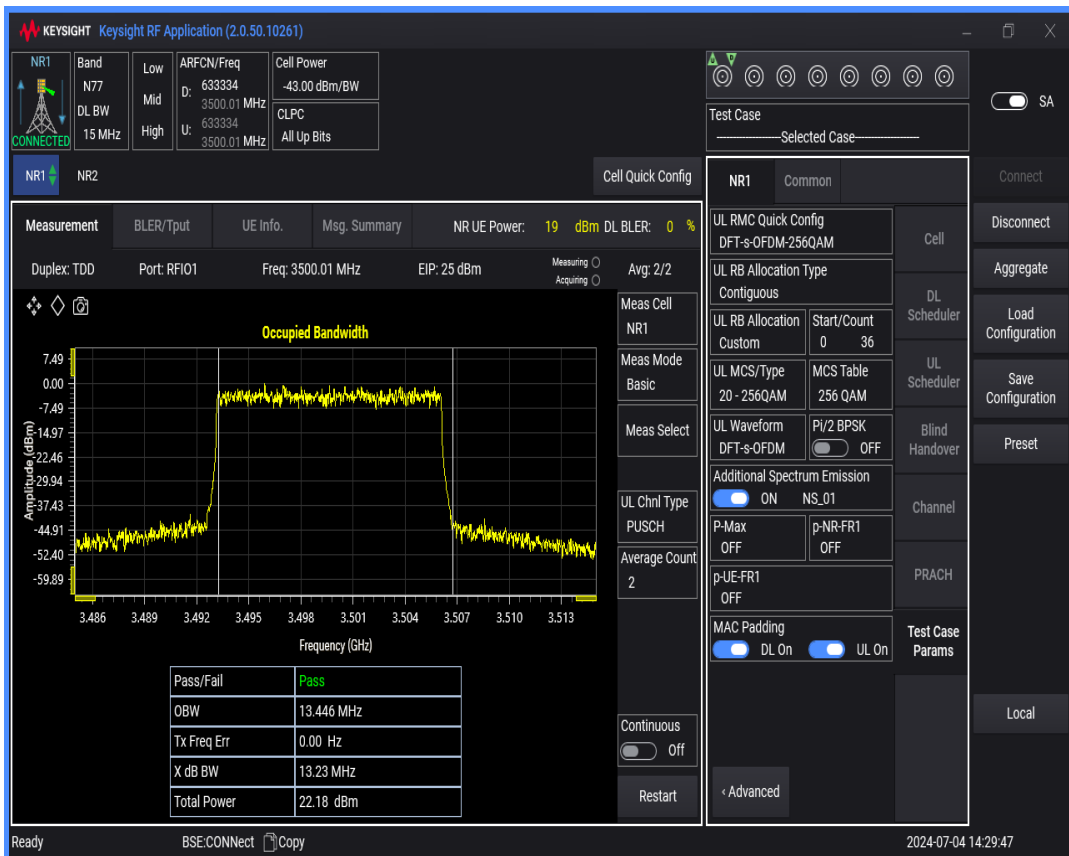 KEYSIGHT Keysight RF Application (2.0.50.10261)
NR1
CONNECTED
Band
N77
DL BW
15 MHz
Low
Mid
High
ARFCN/Freq
D: 633334
3500.01 MHz
U: 633334
3500.01 MHz
Cell Power
-43.00 dBm/BW
CLPC
All Up Bits
Test Case
Selected Case
SA
NR1 NR2
Cell Quick Config
Measurement BLER/Tput UE Info. Msg. Summary NR UE Power: 19 dBm DL BLER: 0 %
Duplex: TDD Port: RFIO1 Freq: 3500.01 MHz EIP: 25 dBm Measuring Avg: 2/2
Acquiring
Occupied Bandwidth
7.49
0.00
-7.49
-14.97
-22.46
-29.94
-37.43
-44.91
-52.40
-59.89
Amplitude (dBm)
3.486 3.489 3.492 3.495 3.498 3.501 3.504 3.507 3.510 3.513
Frequency (GHz)
Pass/Fail Pass
OBW 13.446 MHz
Tx Freq Err 0.00 Hz
X dB BW 13.23 MHz
Total Power 22.18 dBm
Meas Cell
NR1
Meas Mode
Basic
Meas Select
UL Chnl Type
PUSCH
Average Count
2
Continuous
Off
Restart
NR1 Common
UL RMC Quick Config
DFT-s-OFDM-256QAM
UL RB Allocation Type
Contiguous
UL RB Allocation
Custom
Start/Count
0 36
UL MCS/Type
20 - 256QAM
MCS Table
256 QAM
UL Waveform
DFT-s-OFDM
Pi/2 BPSK
OFF
Additional Spectrum Emission
ON NS_01
P-Max
OFF
p-NR-FR1
OFF
p-UE-FR1
OFF
MAC Padding
DL On UL On
‹ Advanced
Cell
DL
Scheduler
UL
Scheduler
Blind
Handover
Channel
PRACH
Test Case
Params
Connect
Disconnect
Aggregate
Load
Configuration
Save
Configuration
Preset
Local
Ready BSE:CONNect Copy 2024-07-04 14:29:47